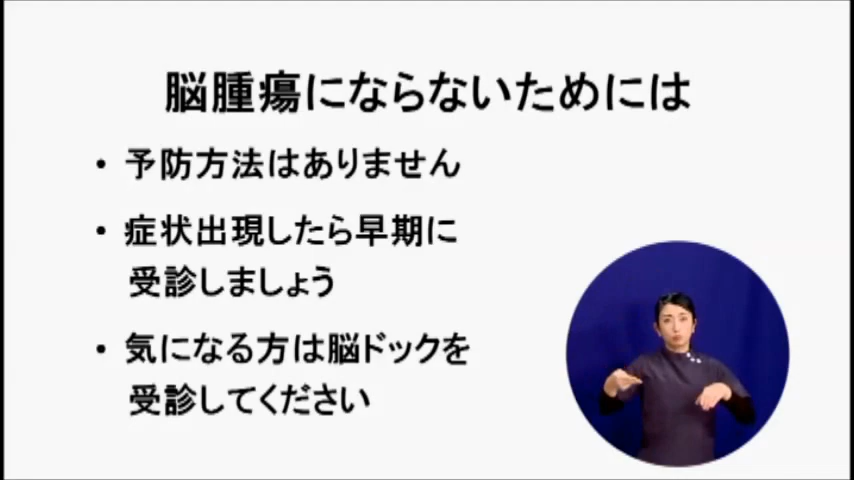 脳腫瘍にならないためには
• 予防方法はありません
• 症状出現したら早期に
受診しましょう
• 気になる方は脳ドックを
受診してください